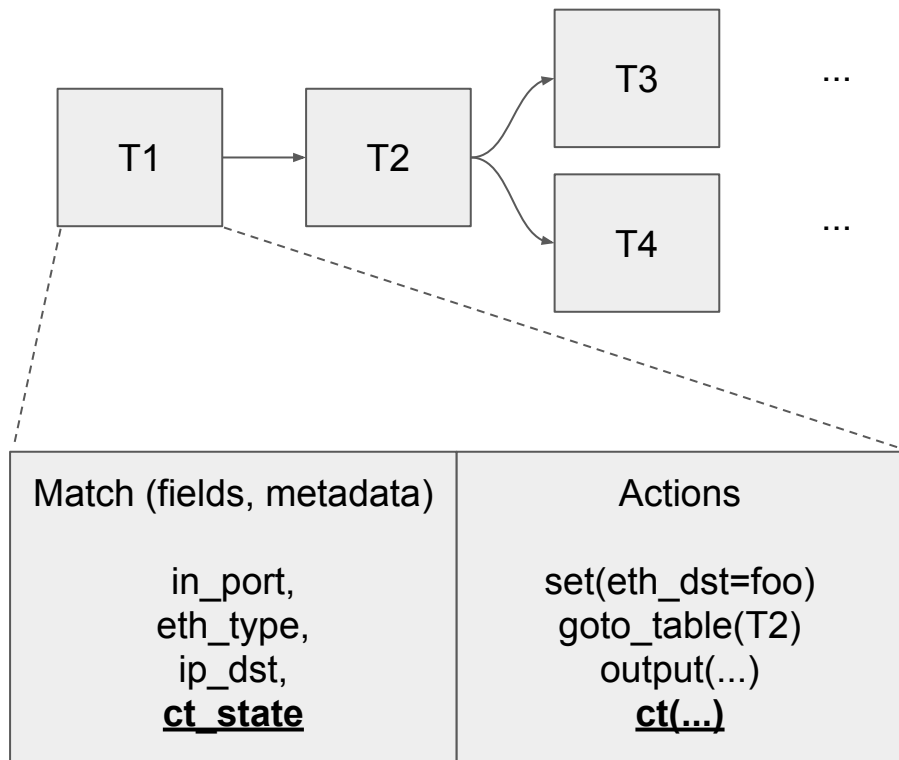 T1
T2
T3
...
T4
...
Match (fields, metadata)
in_port,
eth_type,
ip_dst,
ct_state
Actions
set(eth_dst=foo)
goto_table(T2)
output(...)
ct(...)